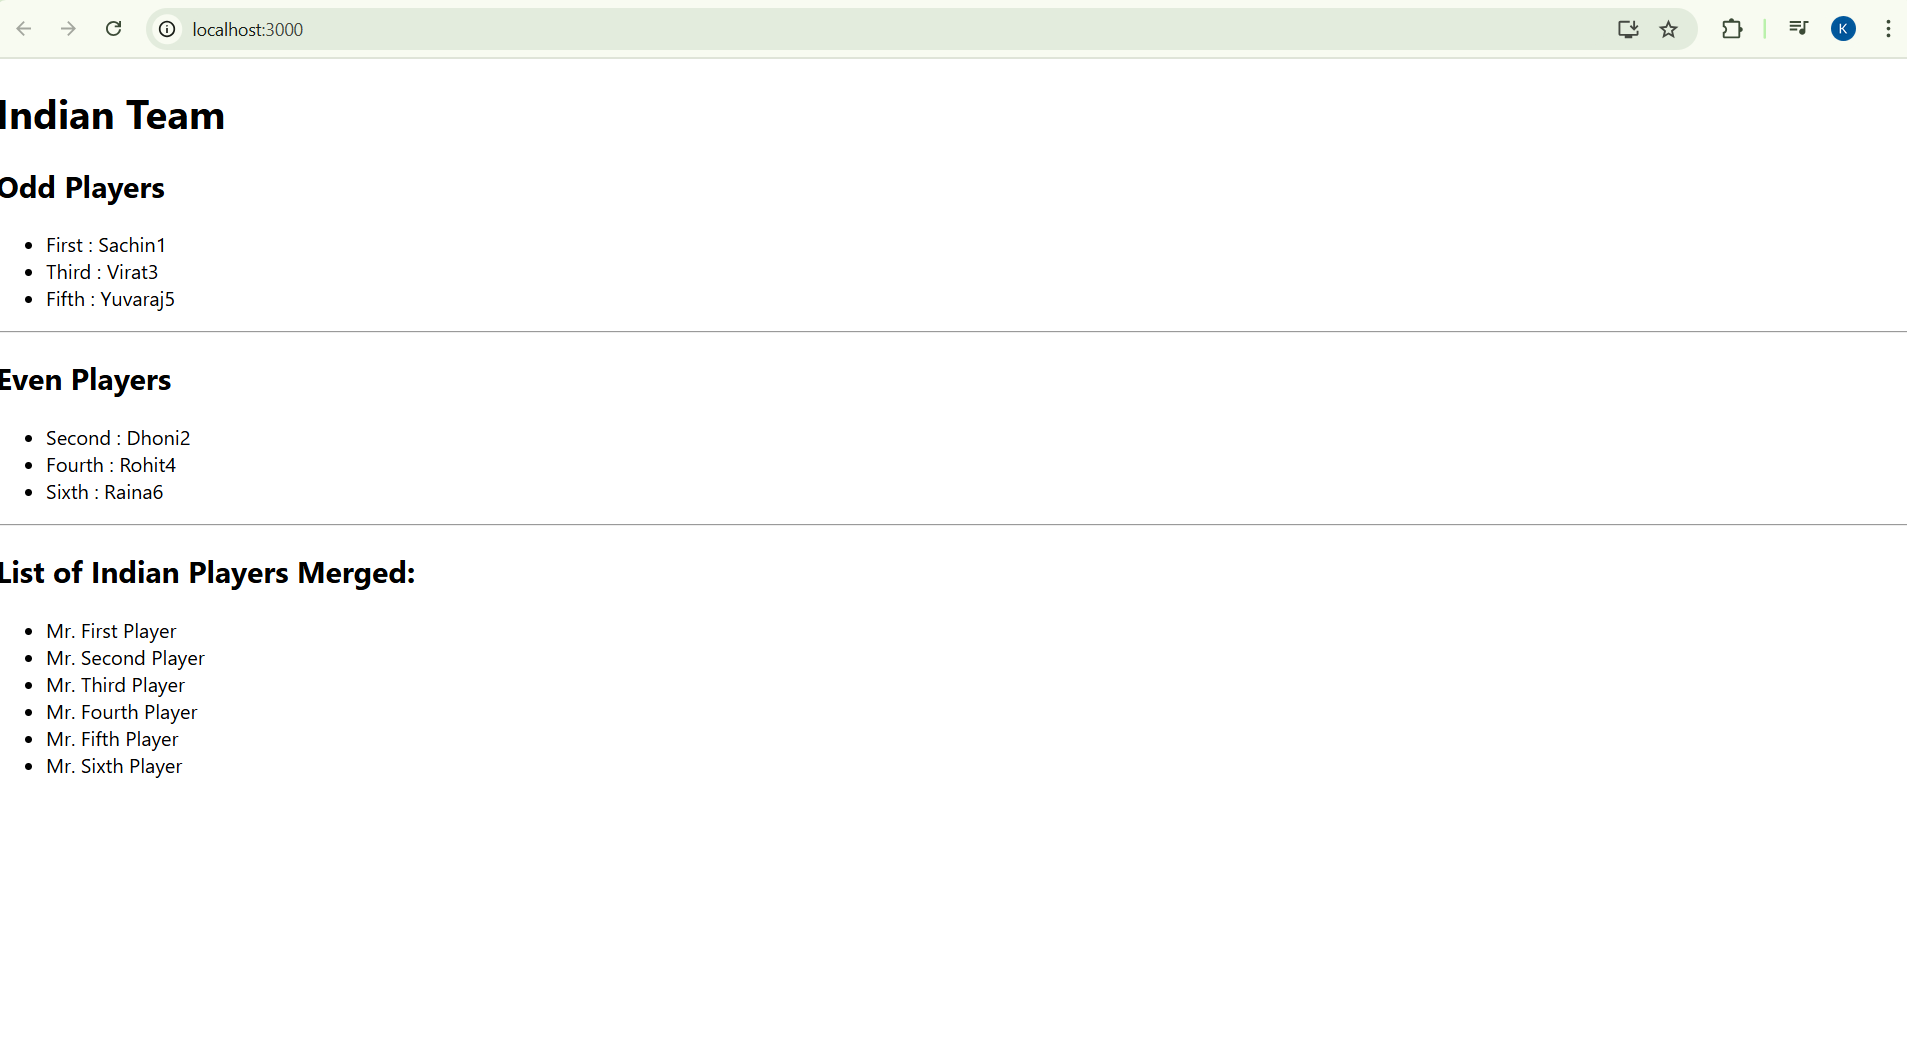 localhost:3000
K
Indian Team
Odd Players
First : Sachin1
Third : Virat3
Fifth : Yuvaraj5
Even Players
Second : Dhoni2
Fourth : Rohit4
Sixth : Raina6
List of Indian Players Merged:
Mr. First Player
Mr. Second Player
Mr. Third Player
Mr. Fourth Player
Mr. Fifth Player
Mr. Sixth Player